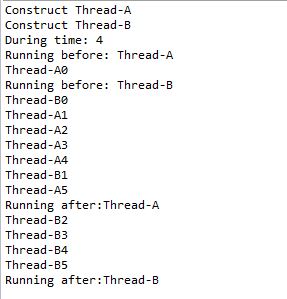 Construct Thread-A
Construct Thread-B
During time: 4
Running before: Thread-A
Thread-A0
Running before: Thread-B
Thread-B0
Thread-A1
Thread-A2
Thread-A3
Thread-A4
Thread-B1
Thread-A5
Running after:Thread-A
Thread-B2
Thread-B3
Thread-B4
Thread-B5
Running after:Thread-B